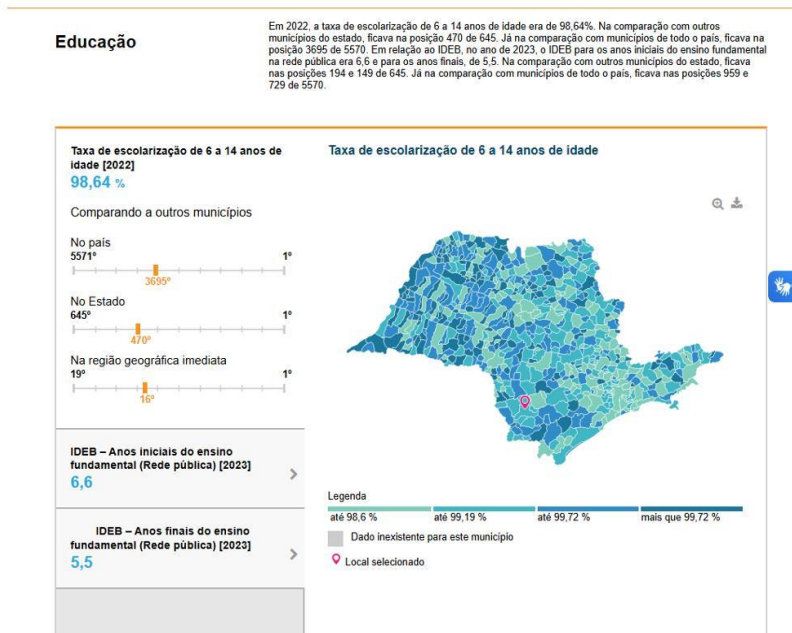 Educação
Em 2022, a taxa de escolarização de 6 a 14 anos de idade era de 98,64%. Na comparação com outros
municípios do estado, ficava na posição 470 de 645. Já na comparação com municípios de todo o país, ficava na
posição 3695 de 5570. Em relação ao IDEB, no ano de 2023, o IDEB para os anos iniciais do ensino fundamental
na rede pública era 6,6 e para os anos finais, de 5,5. Na comparação com outros municípios do estado, ficava
nas posições 194 e 149 de 645. Já na comparação com municípios de todo o país, ficava nas posições 959 e
729 de 5570.
Taxa de escolarização de 6 a 14 anos de
idade [2022]
98,64 %
Comparando a outros municípios
No país
5571º 1º
3695º
No Estado
645º 1º
470º
Na região geográfica imediata
19º 1º
16º
IDEB – Anos iniciais do ensino
fundamental (Rede pública) [2023]
6,6
IDEB – Anos finais do ensino
fundamental (Rede pública) [2023]
5,5
Taxa de escolarização de 6 a 14 anos de idade
Legenda
até 98,6 % até 99,19 % até 99,72 % mais que 99,72 %
Dado inexistente para este município
Local selecionado